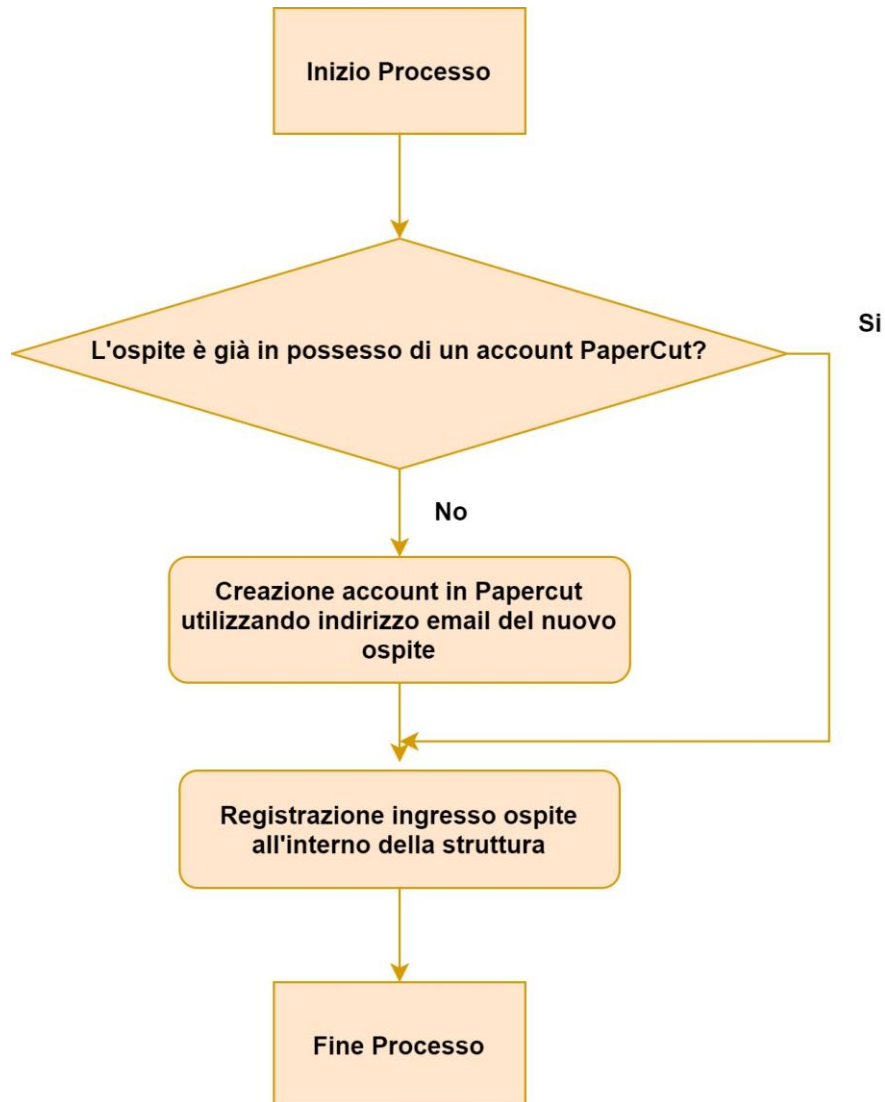 Inizio Processo
L'ospite è già in possesso di un account PaperCut?
Si
No
Creazione account in Papercut
utilizzando indirizzo email del nuovo
ospite
Registrazione ingresso ospite
all'interno della struttura
Fine Processo